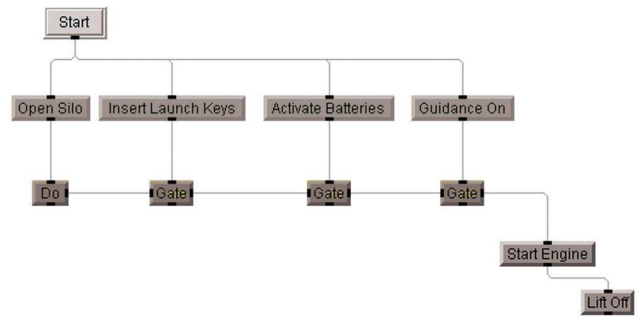 Start
Open Silo
Insert Launch Keys
Activate Batteries
Guidance On
Do
Gate
Gate
Gate
Start Engine
Lift Off